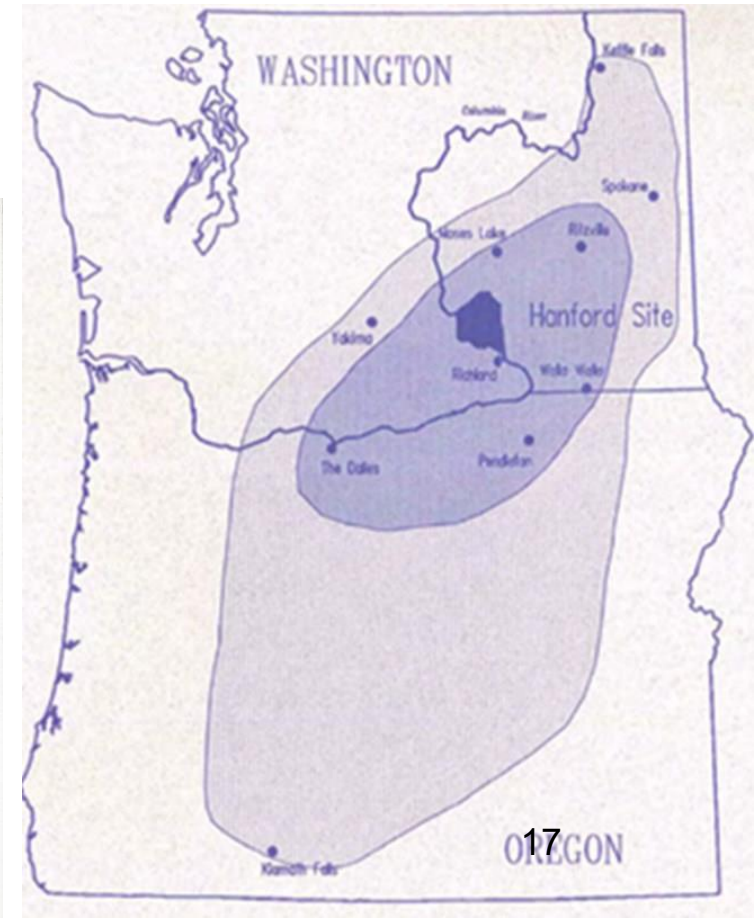 Kettle Falls
WASHINGTON
Columbia River
Spokane
Moses Lake
Ritzville
Hanford Site
Yakima
Richland
Walla Walla
The Dalles
Pendleton
17
OREGON
Klamath Falls